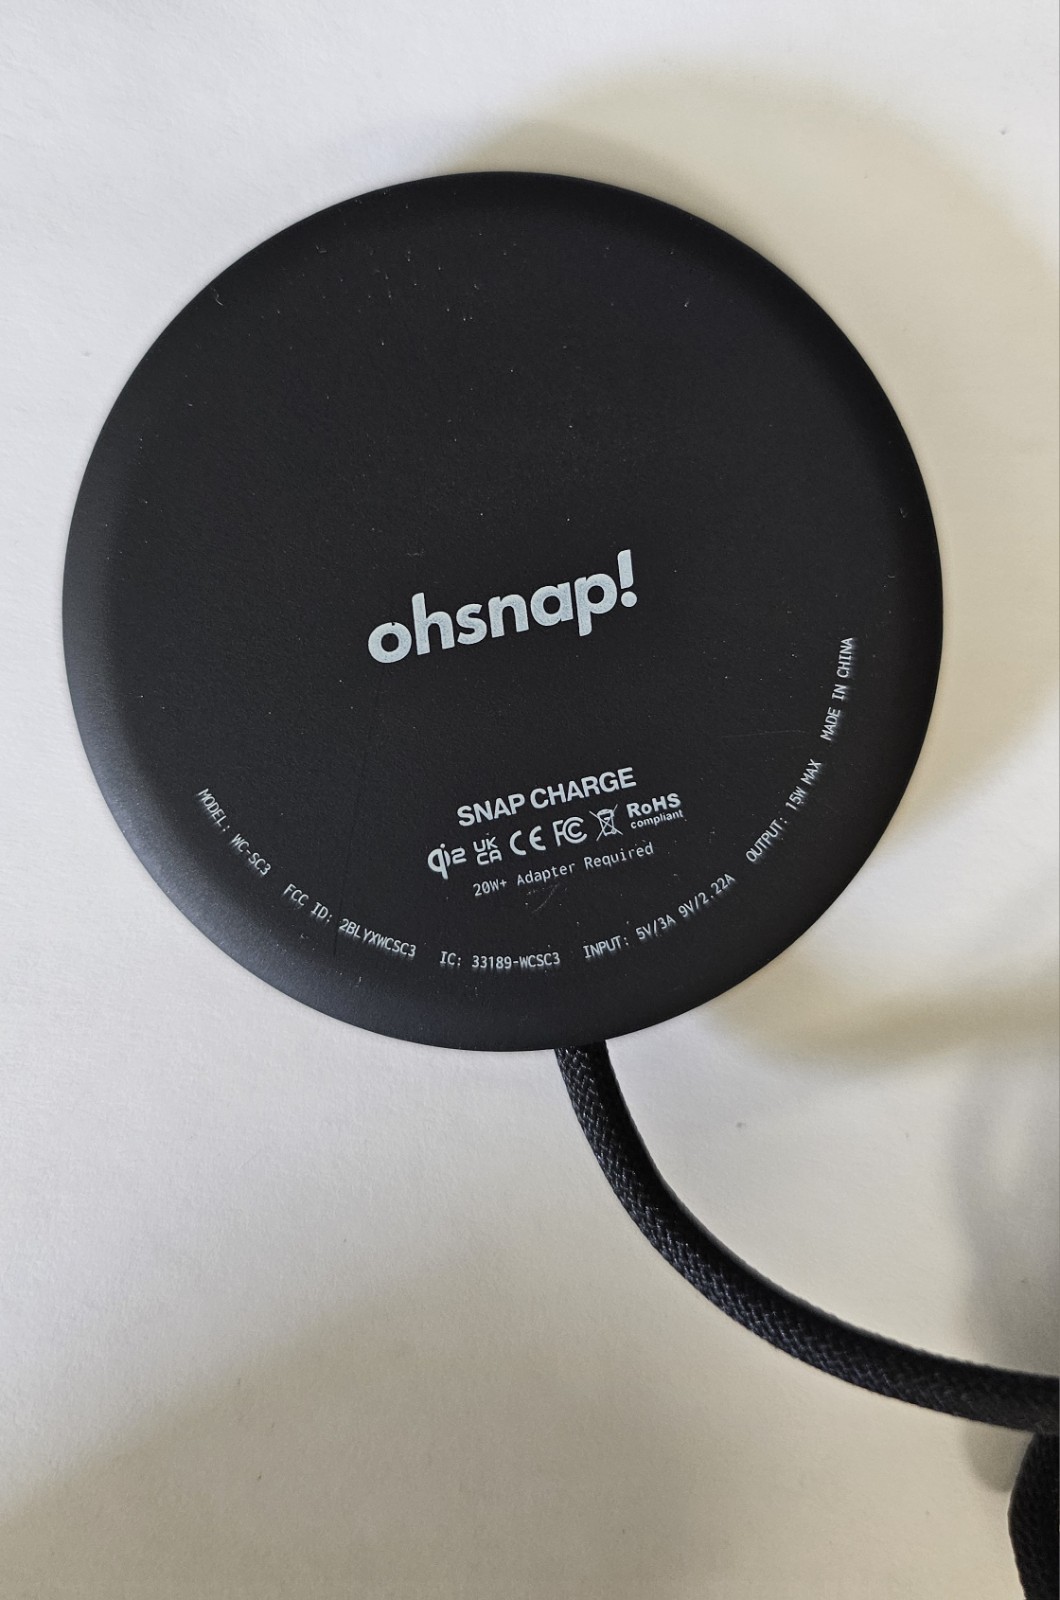 ohsnap!
SNAP CHARGE
qi2 UK CA CE FC RoHS compliant
20W+ Adapter Required
MODEL: WC-SC3 FCC ID: 2BLYXWCSC3 IC: 33189-WCSC3 INPUT: 5V/3A 9V/2.22A OUTPUT: 15W MAX MADE IN CHINA